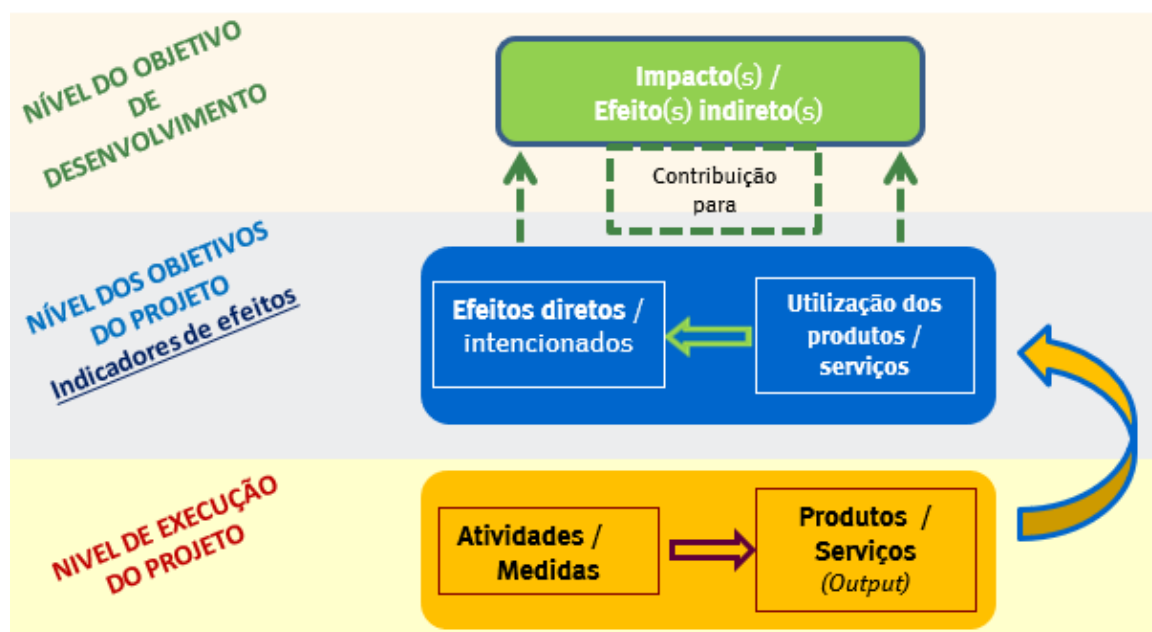 NÍVEL DO OBJETIVO
DE
DESENVOLVIMENTO
Impacto(s) /
Efeito(s) indireto(s)
Contribuição
para
NÍVEL DOS OBJETIVOS
DO PROJETO
Indicadores de efeitos
Efeitos diretos /
intencionados
Utilização dos
produtos /
serviços
NIVEL DE EXECUÇÃO
DO PROJETO
Atividades /
Medidas
Produtos /
Serviços
(Output)